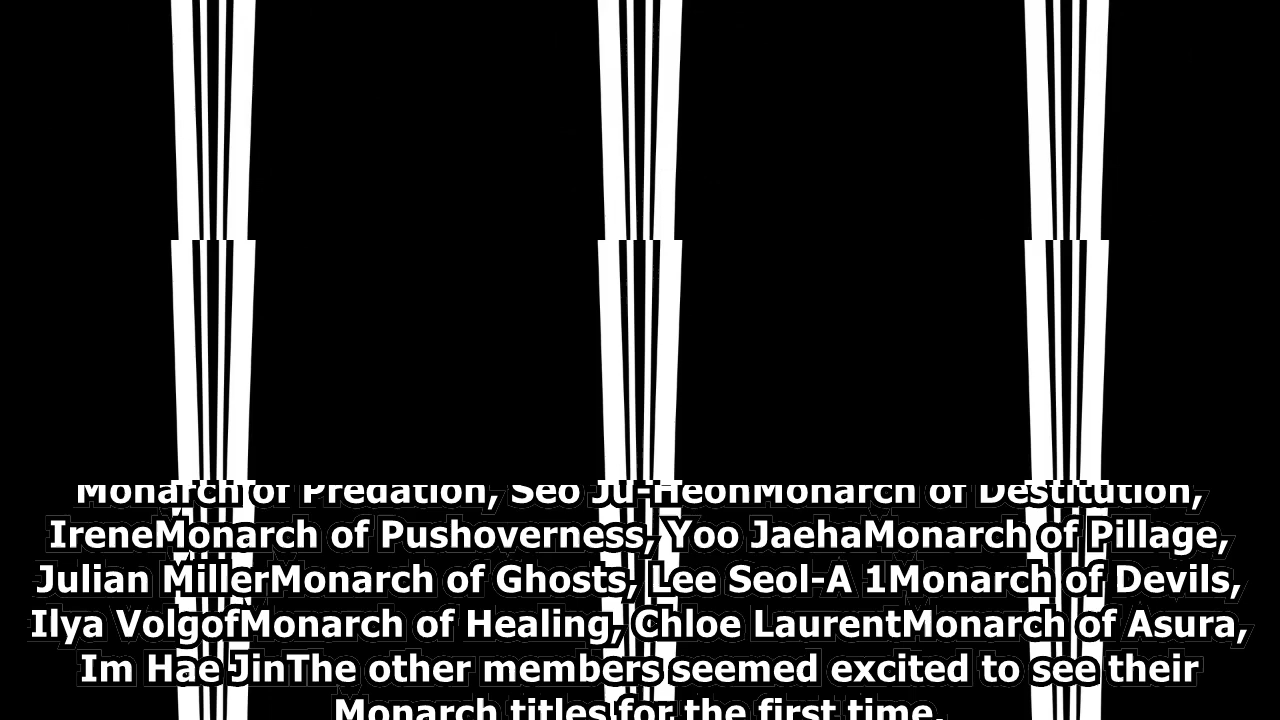 Monarch of Predation, Seo Ju-HeonMonarch of Destitution,
IreneMonarch of Pushoverness, Yoo JaehaMonarch of Pillage,
Julian MillerMonarch of Ghosts, Lee Seol-A 1Monarch of Devils,
Ilya VolgofMonarch of Healing, Chloe LaurentMonarch of Asura,
Im Hae JinThe other members seemed excited to see their
Monarch titles for the first time.